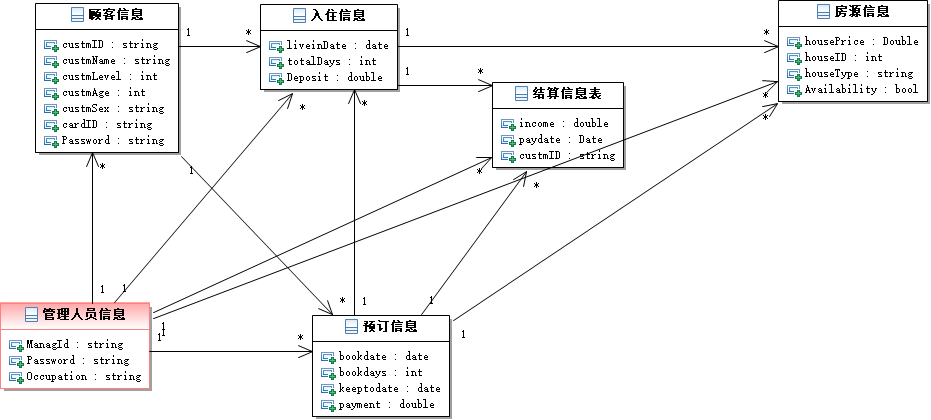 顾客信息
custmID : string
custmName : string
custmLevel : int
custmAge : int
custmSex : string
cardID : string
Password : string
入住信息
liveinDate : date
totalDays : int
Deposit : double
房源信息
housePrice : Double
houseID : int
houseType : string
Availability : bool
结算信息表
income : double
paydate : Date
custmID : string
管理人员信息
ManagId : string
Password : string
Occupation : string
预订信息
bookdate : date
bookdays : int
keeptodate : date
payment : double
1
*
1
*
1
*
*
1
*
1
*
1
*
1
*
1
*
1
*
1
*
1
*
1